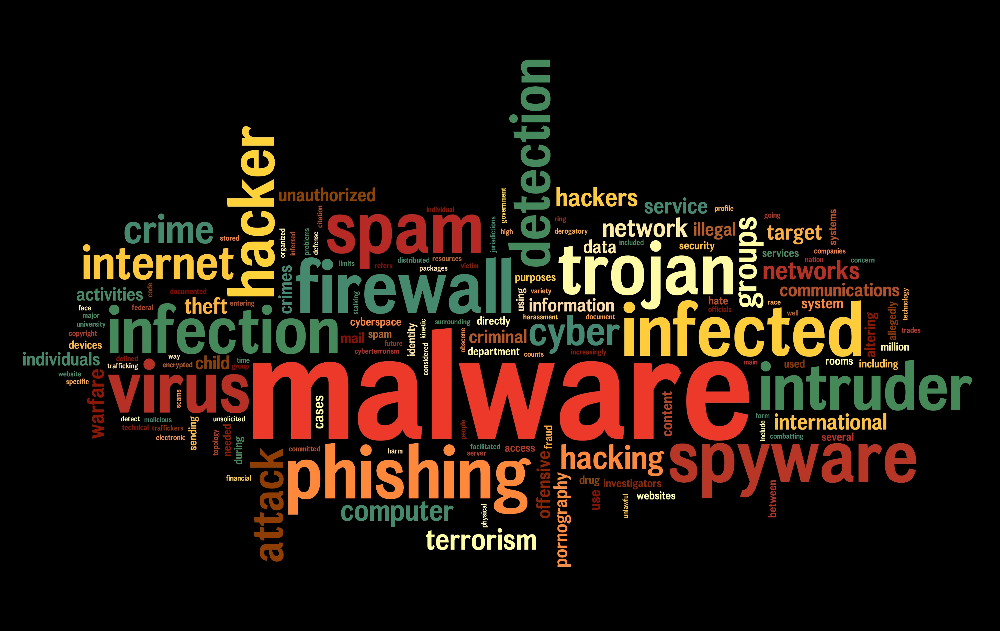 detection
hacker
unauthorized
government
hackers
service
profile
individual
citation
spam
jurisdictions
high
ring
derogatory
network
illegal
groups
going
target
systems
crime
stored
organized
infected
problems
defense
data
included
security
services
companies
internet
crimes
firewall
limits
refers
distributed
resources
packages
victim
purposes
trojan
nation
concern
networks
activities
code
documented
theft
entering
stalking
using
variety
information
hate
officials
race
communications
system
technology
face
federal
major
university
infection
cyberspace
kinetic
surrounding
directly
harassment
document
cyber
infected
well
altering
allegedly
trades
copyright
devices
mail
spam
future
cyberterrorism
identity
considered
obscene
criminal
department
counts
increasingly
million
individuals
defined
way
trafficking
encrypted
child
time
group
main
used
rooms
including
website
specific
warfare
virus
scams
malware
cases
people
content
intruder
detect
malicious
unsolicited
technical
traffickers
electronic
sending
topology
needed
during
form
include
international
combatting
several
attack
committed
harm
facilitated
server
access
fraud
phishing
offensive
hacking
spyware
financial
pornography
drug
investigators
use
unlawful
websites
between
computer
physical
terrorism